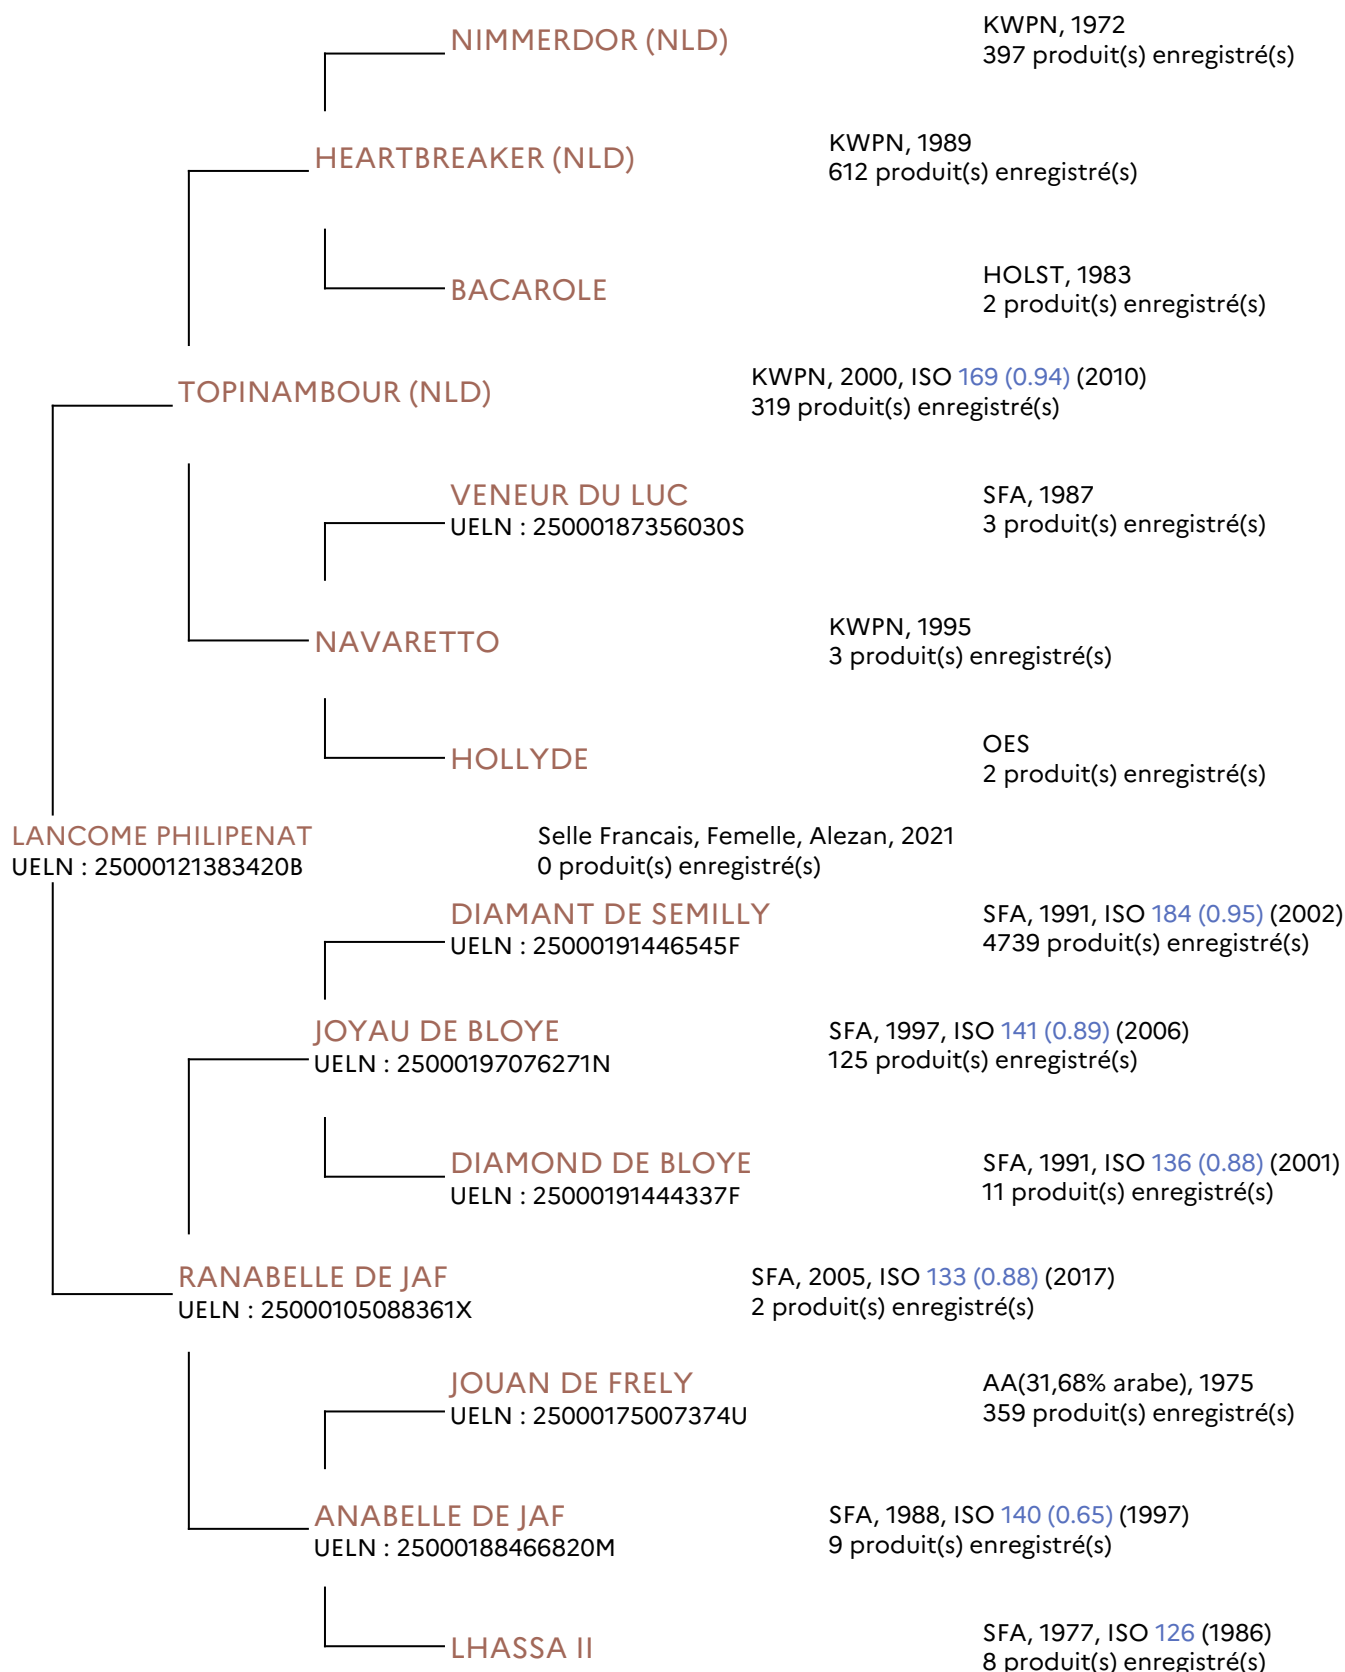 NIMMERDOR (NLD)
KWPN, 1972
397 produit(s) enregistré(s)
HEARTBREAKER (NLD)
KWPN, 1989
612 produit(s) enregistré(s)
BACAROLE
HOLST, 1983
2 produit(s) enregistré(s)
TOPINAMBOUR (NLD)
KWPN, 2000, ISO 169 (0.94) (2010)
319 produit(s) enregistré(s)
VENEUR DU LUC
UELN : 25000187356030S
SFA, 1987
3 produit(s) enregistré(s)
NAVARETTO
KWPN, 1995
3 produit(s) enregistré(s)
HOLLYDE
OES
2 produit(s) enregistré(s)
LANCOME PHILIPENAT
UELN : 25000121383420B
Selle Francais, Femelle, Alezan, 2021
0 produit(s) enregistré(s)
DIAMANT DE SEMILLY
UELN : 25000191446545F
SFA, 1991, ISO 184 (0.95) (2002)
4739 produit(s) enregistré(s)
JOYAU DE BLOYE
UELN : 25000197076271N
SFA, 1997, ISO 141 (0.89) (2006)
125 produit(s) enregistré(s)
DIAMOND DE BLOYE
UELN : 25000191444337F
SFA, 1991, ISO 136 (0.88) (2001)
11 produit(s) enregistré(s)
RANABELLE DE JAF
UELN : 25000105088361X
SFA, 2005, ISO 133 (0.88) (2017)
2 produit(s) enregistré(s)
JOUAN DE FRELY
UELN : 25000175007374U
AA(31,68% arabe), 1975
359 produit(s) enregistré(s)
ANABELLE DE JAF
UELN : 25000188466820M
SFA, 1988, ISO 140 (0.65) (1997)
9 produit(s) enregistré(s)
LHASSA II
SFA, 1977, ISO 126 (1986)
8 produit(s) enregistré(s)